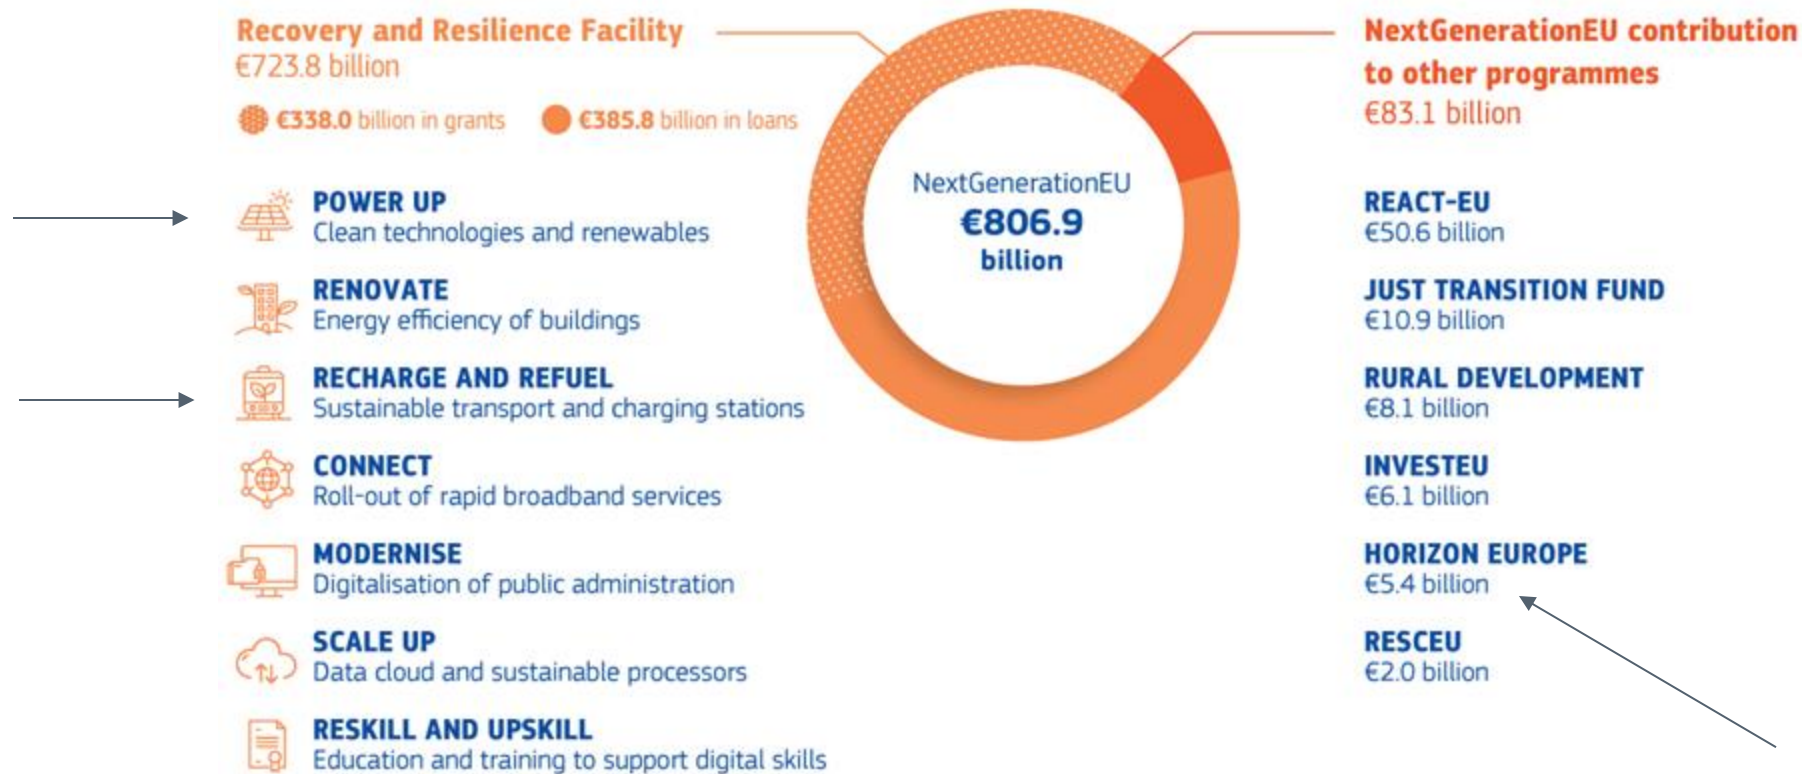 Recovery and Resilience Facility
€723.8 billion
€338.0 billion in grants
€385.8 billion in loans
POWER UP
Clean technologies and renewables
RENOVATE
Energy efficiency of buildings
RECHARGE AND REFUEL
Sustainable transport and charging stations
CONNECT
Roll-out of rapid broadband services
MODERNISE
Digitalisation of public administration
SCALE UP
Data cloud and sustainable processors
RESKILL AND UPSKILL
Education and training to support digital skills
NextGenerationEU
€806.9
billion
NextGenerationEU contribution
to other programmes
€83.1 billion
REACT-EU
€50.6 billion
JUST TRANSITION FUND
€10.9 billion
RURAL DEVELOPMENT
€8.1 billion
INVESTEU
€6.1 billion
HORIZON EUROPE
€5.4 billion
RESCEU
€2.0 billion